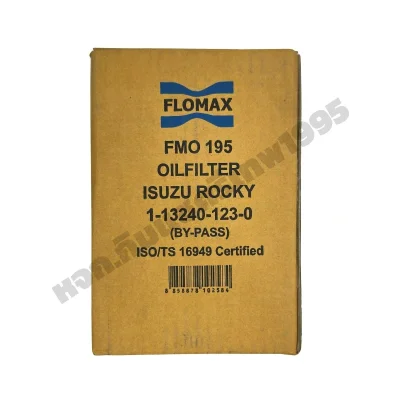 FLOMAX
FMO 195
OILFILTER
ISUZU ROCKY
1-13240-123-0
(BY-PASS)
ISO/TS 16949 Certified